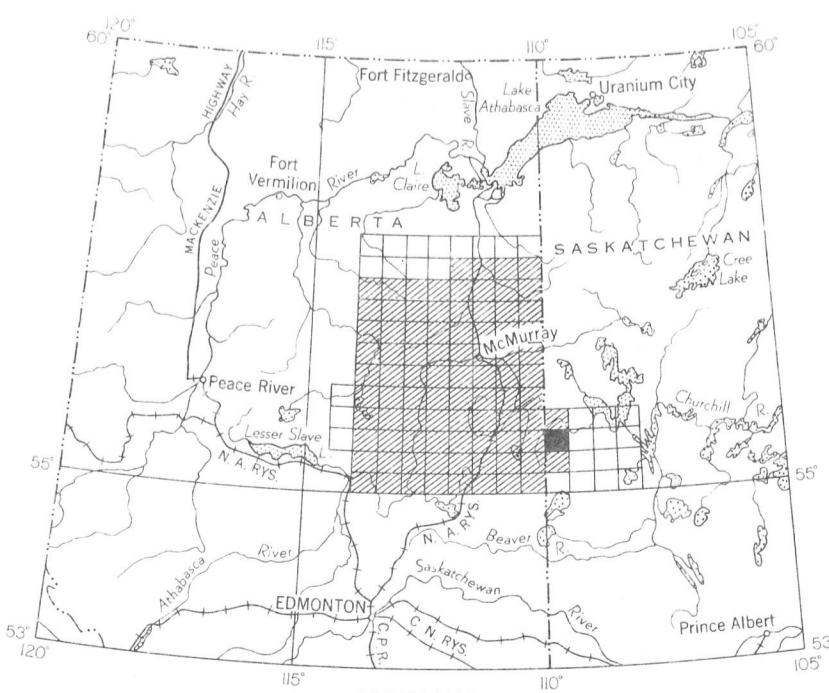 120°
60°
115°
110°
105°
60°
HIGHWAY
Hay R.
MACKENZIE
Fort Fitzgerald
Slave R.
Lake
Athabasca
Uranium City
Fort
Vermilion
River
L.
Claire
ALBERTA
SASKATCHEWAN
Peace
Cree
Lake
McMurray
Peace River
Churchill R.
Lesser Slave
L.
N. A. RYS.
55°
55°
N. A. RYS.
Beaver
R.
River
Athabasca
Saskatchewan
River
EDMONTON
C. N. RYS.
C.P.R.
Prince Albert
53°
120°
115°
110°
53
105°